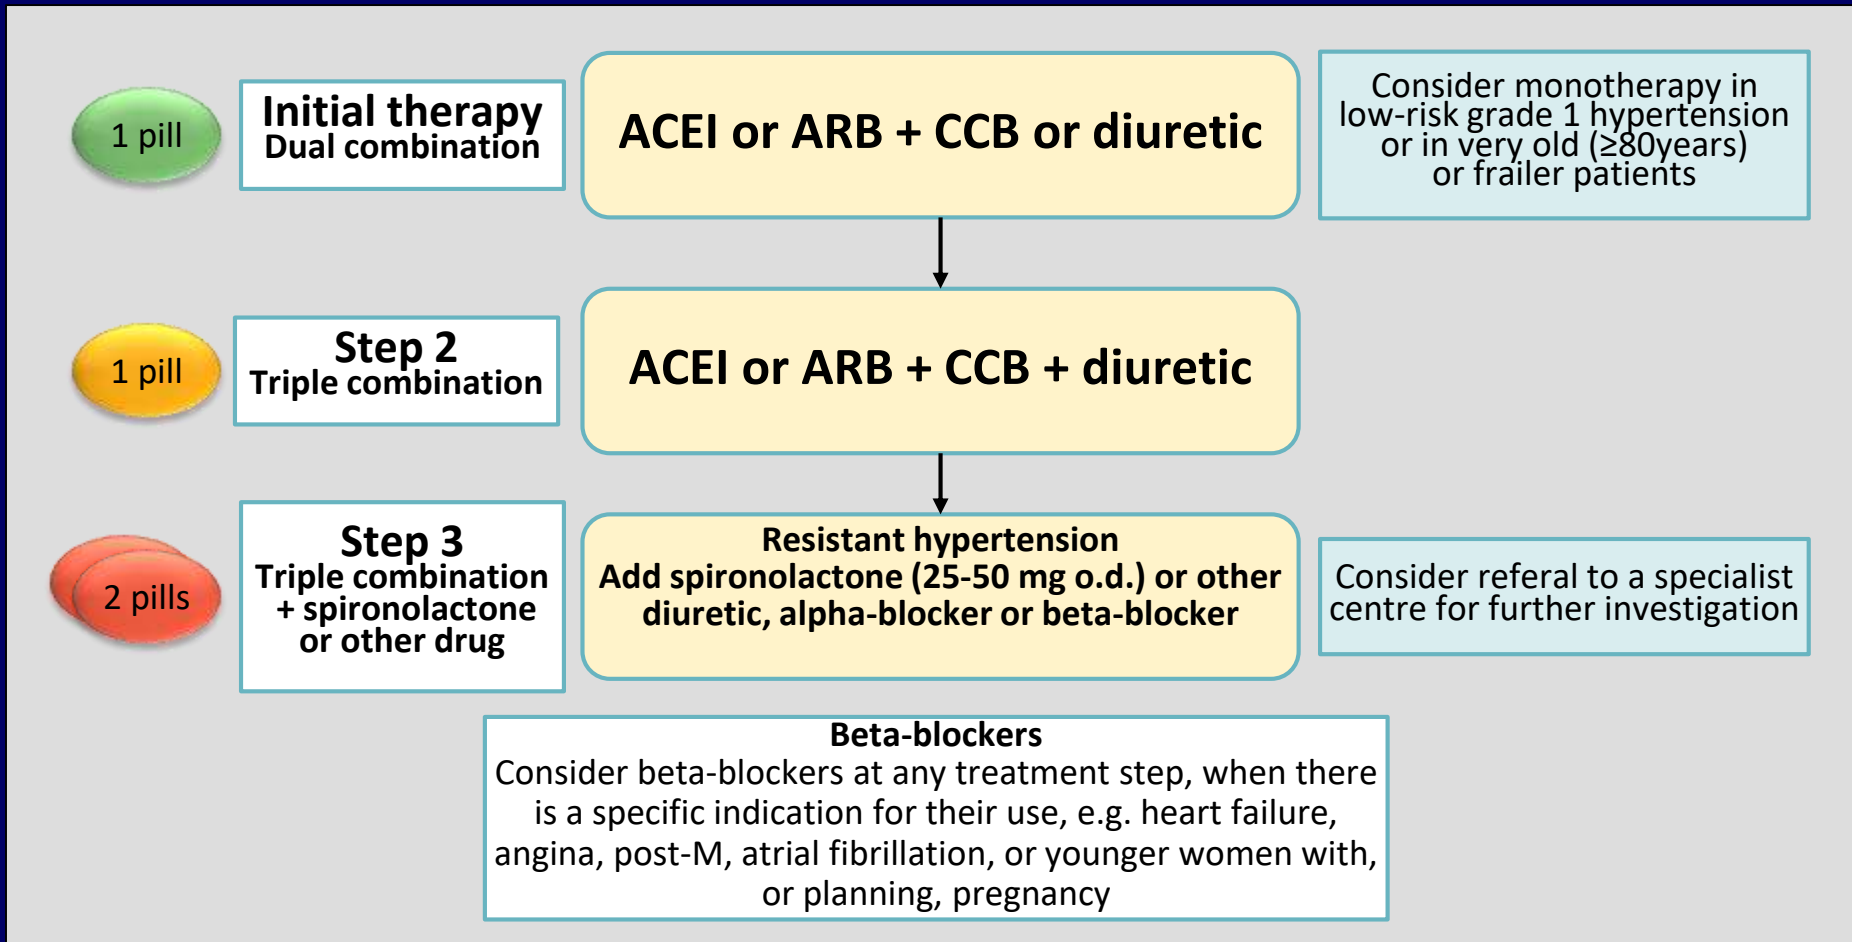 1 pill
Initial therapy
Dual combination
ACEI or ARB + CCB or diuretic
Consider monotherapy in
low-risk grade 1 hypertension
or in very old (≥80years)
or frailer patients
1 pill
Step 2
Triple combination
ACEI or ARB + CCB + diuretic
2 pills
Step 3
Triple combination
+ spironolactone
or other drug
Resistant hypertension
Add spironolactone (25-50 mg o.d.) or other
diuretic, alpha-blocker or beta-blocker
Consider referal to a specialist
centre for further investigation
Beta-blockers
Consider beta-blockers at any treatment step, when there
is a specific indication for their use, e.g. heart failure,
angina, post-M, atrial fibrillation, or younger women with,
or planning, pregnancy